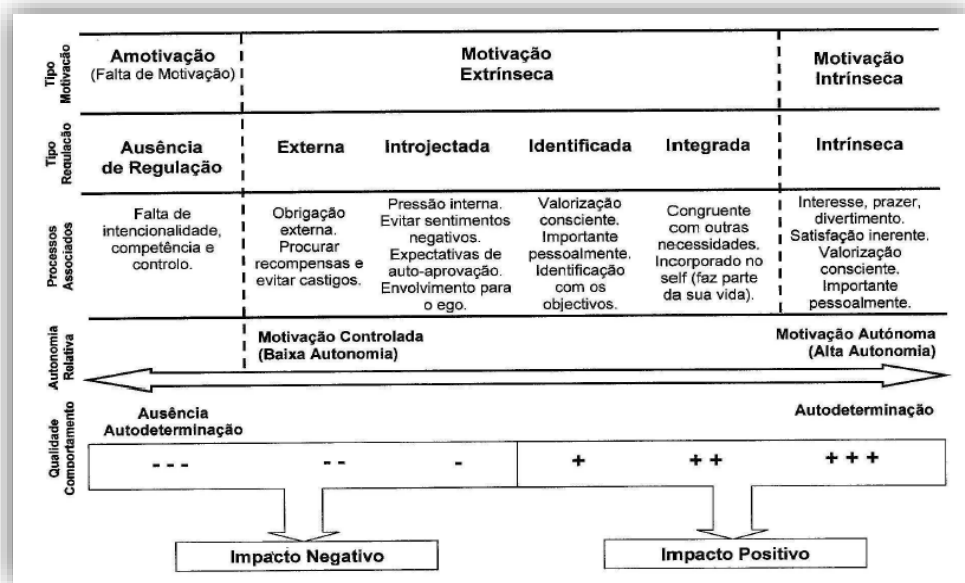 Tipo
Motivação
Amotivação
(Falta de Motivação)
Motivação
Extrínseca
Motivação
Intrínseca
Tipo
Regulação
Ausência
de Regulação
Externa
Introjectada
Identificada
Integrada
Intrínseca
Processos
Associados
Falta de
intencionalidade,
competência e
controlo.
Obrigação
externa.
Procurar
recompensas e
evitar castigos.
Pressão interna.
Evitar sentimentos
negativos.
Expectativas de
auto-aprovação.
Envolvimento para
o ego.
Valorização
consciente.
Importante
pessoalmente.
Identificação
com os
objectivos.
Congruente
com outras
necessidades.
Incorporado no
self (faz parte
da sua vida).
Interesse, prazer,
divertimento.
Satisfação inerente.
Valorização
consciente.
Importante
pessoalmente.
Autonomia
Relativa
Motivação Controlada
(Baixa Autonomia)
Motivação Autónoma
(Alta Autonomia)
Qualidade
Comportamento
Ausência
Autodeterminação
Autodeterminação
- - -
- -
-
+
+ +
+ + +
Impacto Negativo
Impacto Positivo